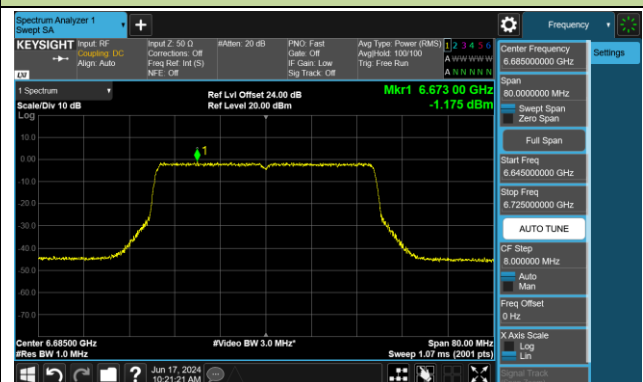 Spectrum Analyzer 1
Swept SA
+
Frequency
KEYSIGHT
Input: RF
Coupling: DC
Align: Auto
Input Z: 50 Ω
Corrections: Off
Freq Ref: Int (S)
NFE: Off
#Atten: 20 dB
PNO: Fast
Gate: Off
IF Gain: Low
Sig Track: Off
Avg Type: Power (RMS)
Avg|Hold: 100/100
Trig: Free Run
1 2 3 4 5 6
A W W W W W
A N N N N N
LXI
Center Frequency
6.685000000 GHz
Settings
Span
80.0000000 MHz
Swept Span
Zero Span
Full Span
Start Freq
6.645000000 GHz
Stop Freq
6.725000000 GHz
AUTO TUNE
CF Step
8.000000 MHz
Auto
Man
Freq Offset
0 Hz
X Axis Scale
Log
Lin
Signal Track
1 Spectrum
Scale/Div 10 dB
Log
Ref Lvl Offset 24.00 dB
Ref Level 20.00 dBm
Mkr1 6.673 00 GHz
-1.175 dBm
1
10.0
0.00
-10.0
-20.0
-30.0
-40.0
-50.0
-60.0
-70.0
Center 6.68500 GHz
#Res BW 1.0 MHz
#Video BW 3.0 MHz*
Span 80.00 MHz
Sweep 1.07 ms (2001 pts)
?
Jun 17, 2024
10:21:21 AM